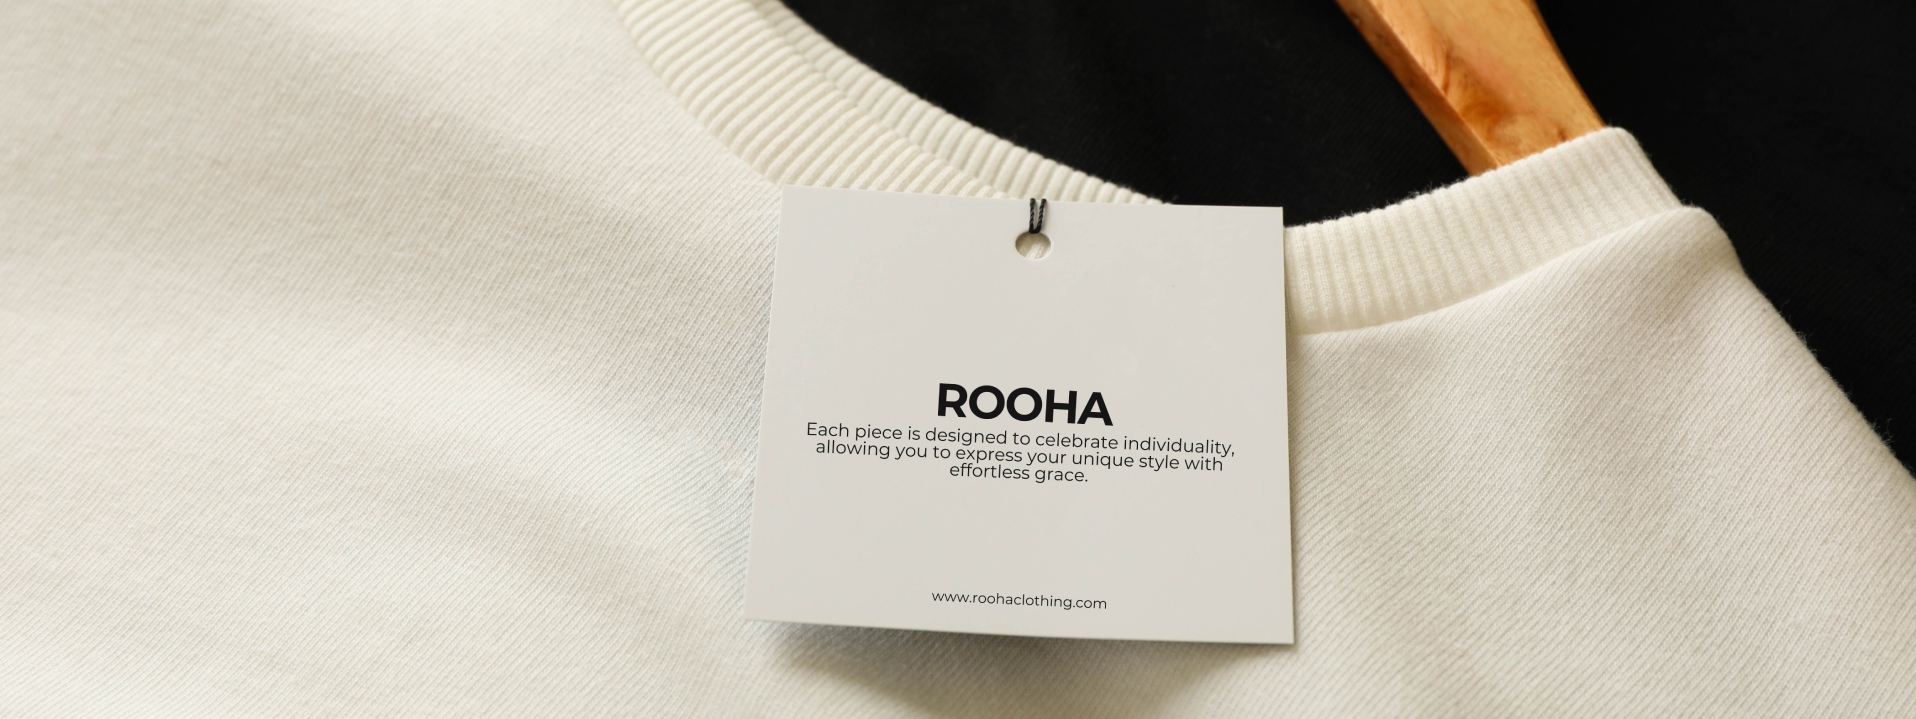 ROOHA
Each piece is designed to celebrate individuality,
allowing you to express your unique style with
effortless grace.
www.roohaclothing.com